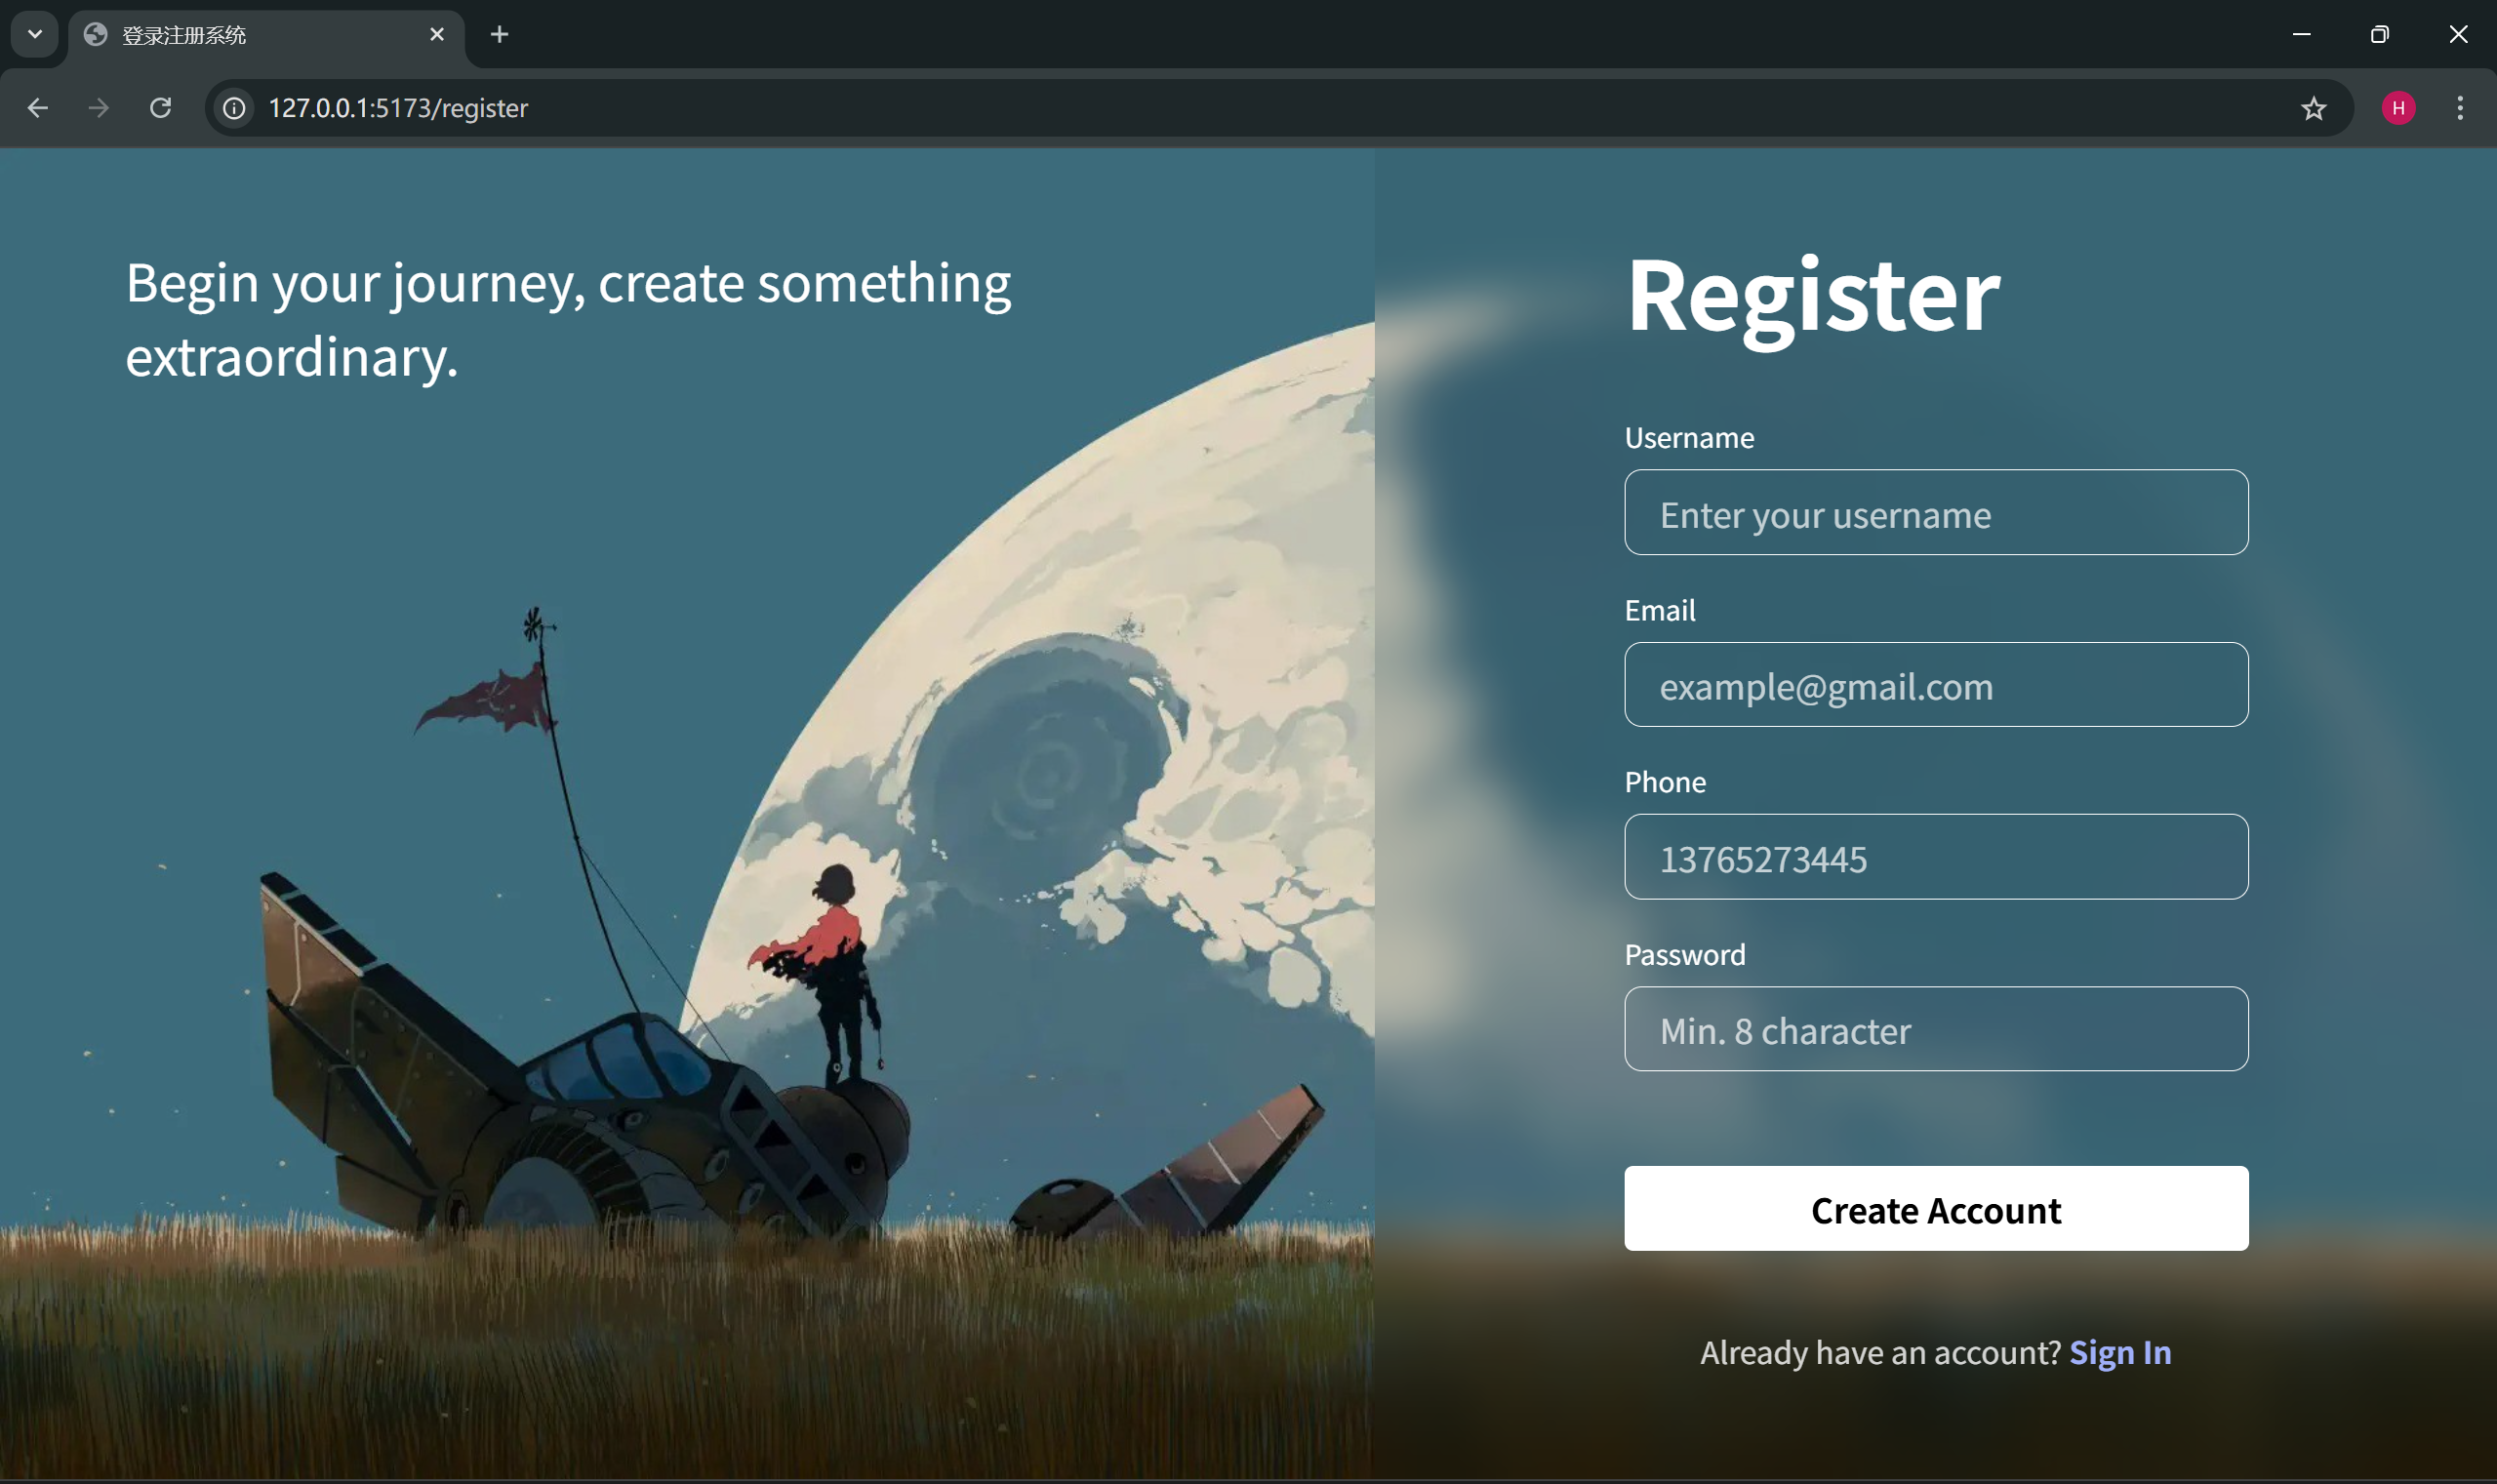 登录注册系统
127.0.0.1:5173/register
H
Begin your journey, create something
extraordinary.
Register
Username
Enter your username
Email
example@gmail.com
Phone
13765273445
Password
Min. 8 character
Create Account
Already have an account? Sign In